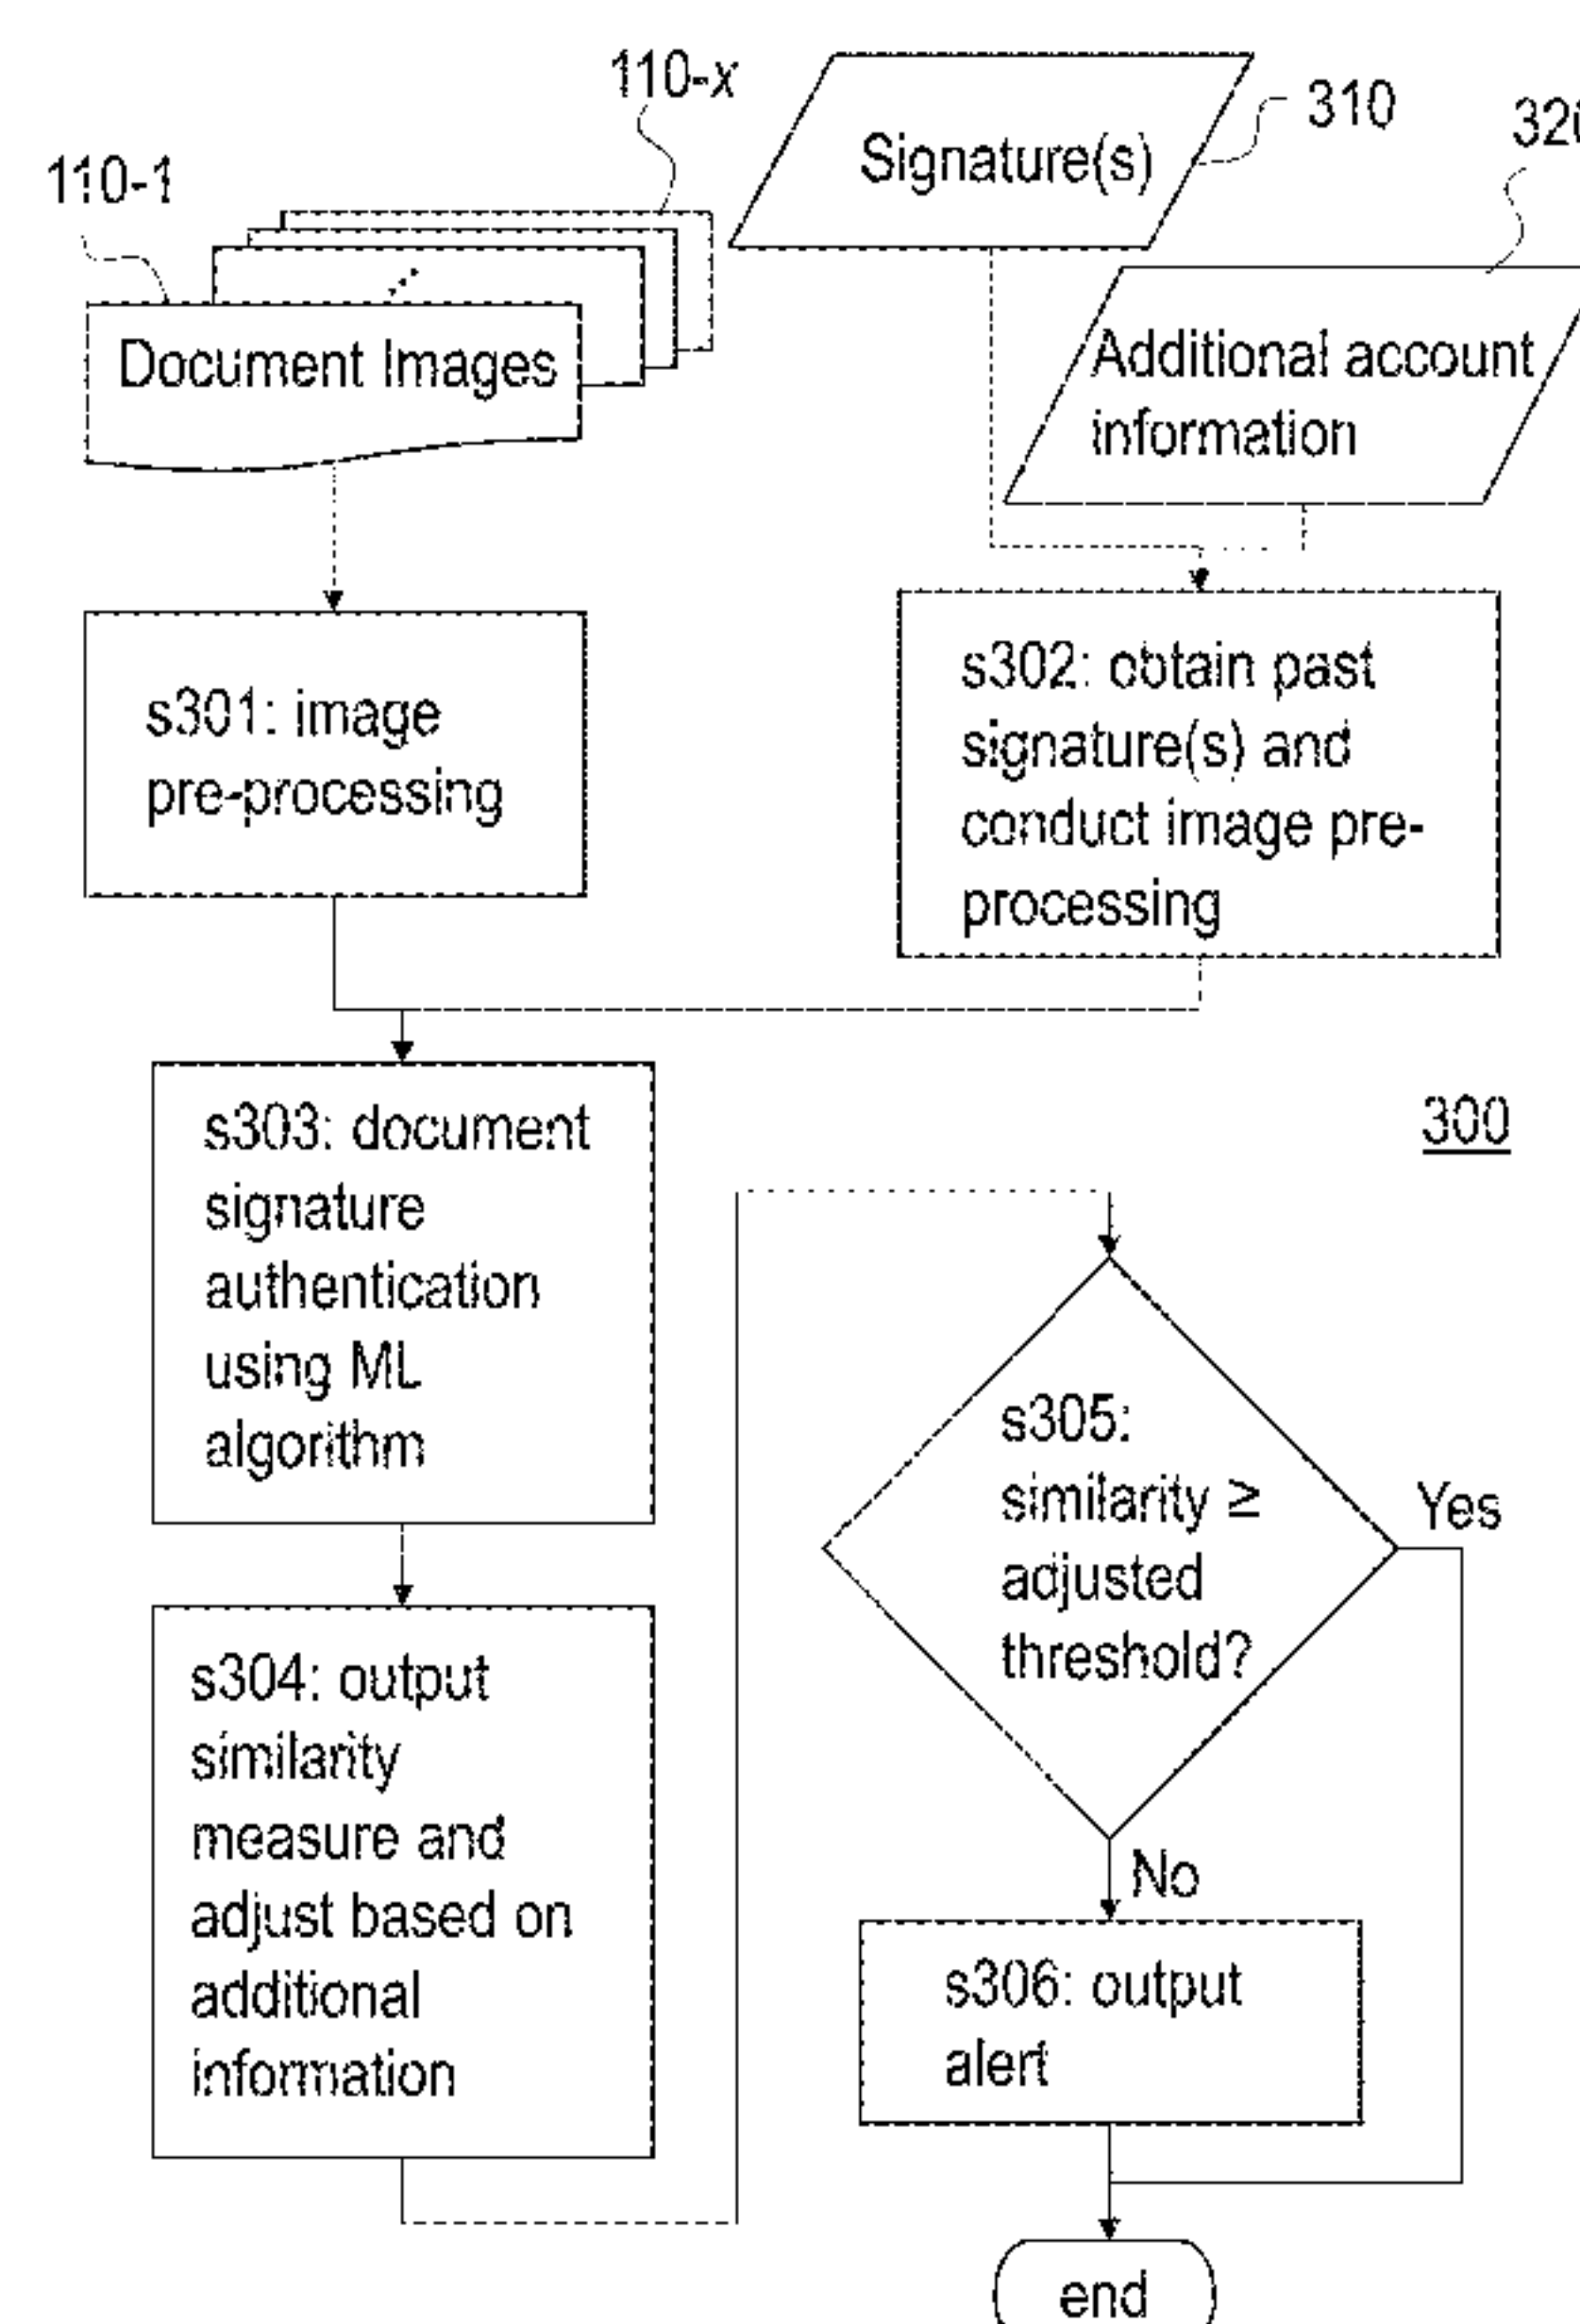 110-x
310
110-1
Signature(s)
Document Images
Additional account
information
s301: image
pre-processing
s302: obtain past
signature(s) and
conduct image pre-
processing
s303: document
signature
authentication
using ML
algorithm
300
s304: output
similarity
measure and
adjust based on
additional
information
s305:
similarity ≥
adjusted
threshold?
Yes
No
s306: output
alert
end